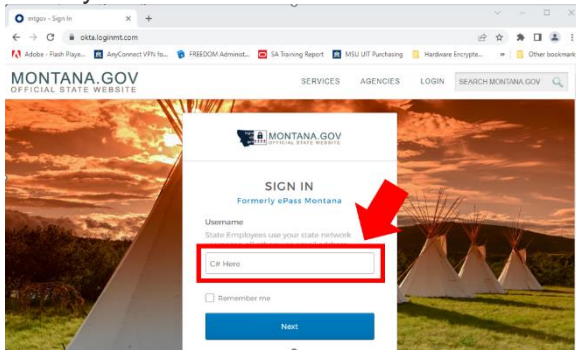 mtgov - Sign In
okta.loginmt.com
Adobe - Flash Playe... AnyConnect VPN fo... FREEDOM Administ... SA Training Report MSU UIT Purchasing Hardware Encrypte... » Other bookmark
MONTANA.GOV
OFFICIAL STATE WEBSITE
SERVICES AGENCIES LOGIN SEARCH MONTANA.GOV
MONTANA.GOV
OFFICIAL STATE WEBSITE
SIGN IN
Formerly ePass Montana
Username
State Employees use your state network
C# Here
Remember me
Next